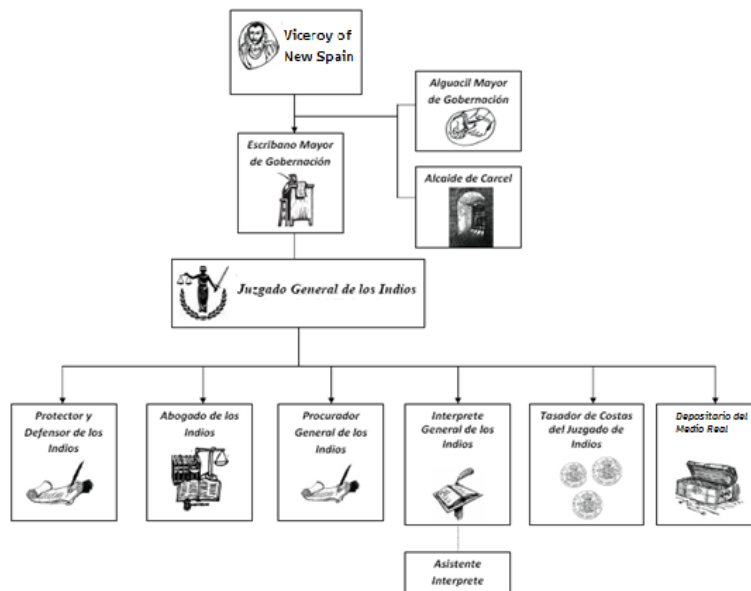 Viceroy of
New Spain
Alguacil Mayor
de Gobernación
Escribano Mayor
de Gobernación
Alcaide de Carcel
Juzgado General de los Indios
Protector y
Defensor de los
Indios
Abogado de los
Indios
Procurador
General de los
Indios
Interprete
General de los
Indios
Tasador de Costas
del Juzgado de
Indios
Depositario del
Medio Real
Asistente
Interprete